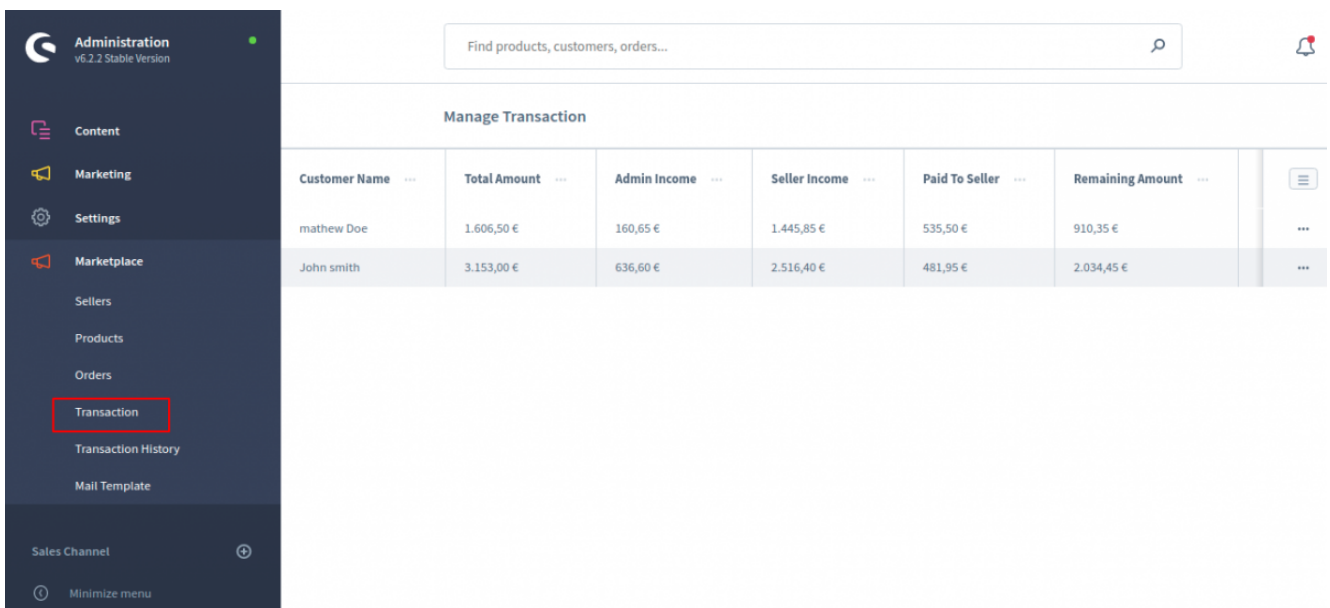 Administration
v6.2.2 Stable Version
Find products, customers, orders...
Content
Marketing
Settings
Marketplace
Sellers
Products
Orders
Transaction
Transaction History
Mail Template
Sales Channel
Minimize menu
Manage Transaction
Customer Name Total Amount Admin Income Seller Income Paid To Seller Remaining Amount
mathew Doe 1.606,50 € 160,65 € 1.445,85 € 535,50 € 910,35 €
John smith 3.153,00 € 636,60 € 2.516,40 € 481,95 € 2.034,45 €